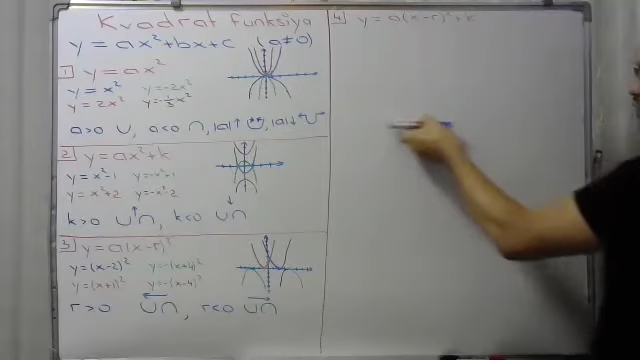 Kvadrat funksiya
y = ax² + bx + c (a≠0)
1 y = ax²
y = x² y = -2x²
y = 2x² y = -½x²
a>0 ∪, a<0 ∩, |a|↑ ∪, |a|↓ ∪
2 y = ax² + k
y = x²-1 y = -x²-1
y = x²+2 y = -x²-2
k>0 ∪↑∩, k<0 ↓∪∩
3 y = a(x-r)²
y = (x-2)² y = -(x+4)²
y = (x+1)² y = -(x-4)²
r>0 ∪∩, r<0 ∪∩
4 y = a(x-r)²+k